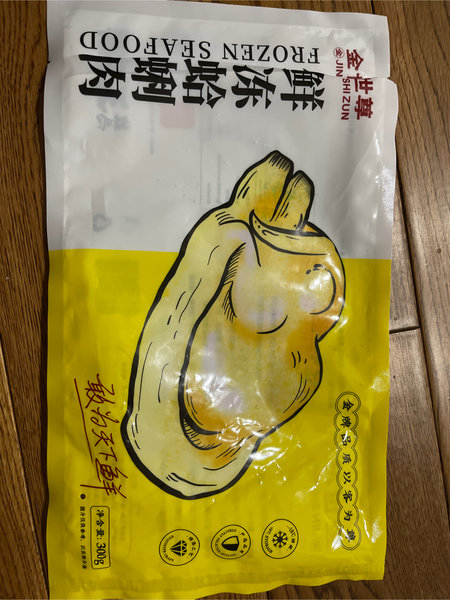 金世尊
JIN SHI ZUN
鲜冻蛤蜊肉
FROZEN SEAFOOD
金牌品质以客为尊
敢为天下鲜
净含量: 300g